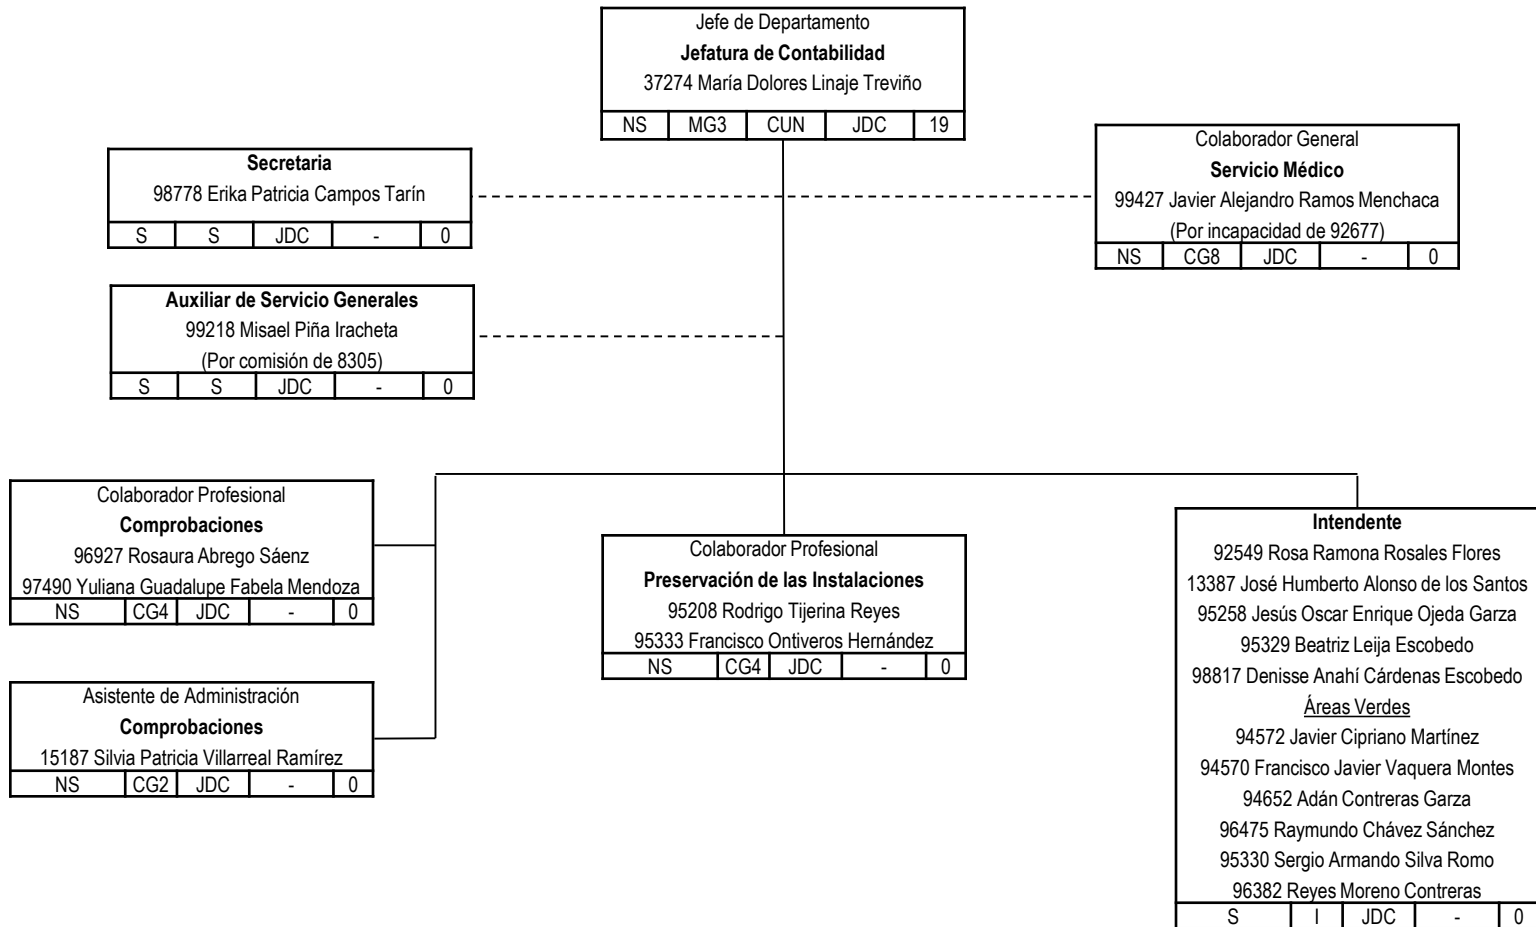 Jefe de Departamento
Jefatura de Contabilidad
37274 María Dolores Linaje Treviño
NS MG3 CUN JDC 19
Secretaria
98778 Erika Patricia Campos Tarín
S S JDC - 0
Colaborador General
Servicio Médico
99427 Javier Alejandro Ramos Menchaca
(Por incapacidad de 92677)
NS CG8 JDC - 0
Auxiliar de Servicio Generales
99218 Misael Piña Iracheta
(Por comisión de 8305)
S S JDC - 0
Colaborador Profesional
Comprobaciones
96927 Rosaura Abrego Sáenz
97490 Yuliana Guadalupe Fabela Mendoza
NS CG4 JDC - 0
Asistente de Administración
Comprobaciones
15187 Silvia Patricia Villarreal Ramírez
NS CG2 JDC - 0
Colaborador Profesional
Preservación de las Instalaciones
95208 Rodrigo Tijerina Reyes
95333 Francisco Ontiveros Hernández
NS CG4 JDC - 0
Intendente
92549 Rosa Ramona Rosales Flores
13387 José Humberto Alonso de los Santos
95258 Jesús Oscar Enrique Ojeda Garza
95329 Beatriz Leija Escobedo
98817 Denisse Anahí Cárdenas Escobedo
Áreas Verdes
94572 Javier Cipriano Martínez
94570 Francisco Javier Vaquera Montes
94652 Adán Contreras Garza
96475 Raymundo Chávez Sánchez
95330 Sergio Armando Silva Romo
96382 Reyes Moreno Contreras
S I JDC - 0